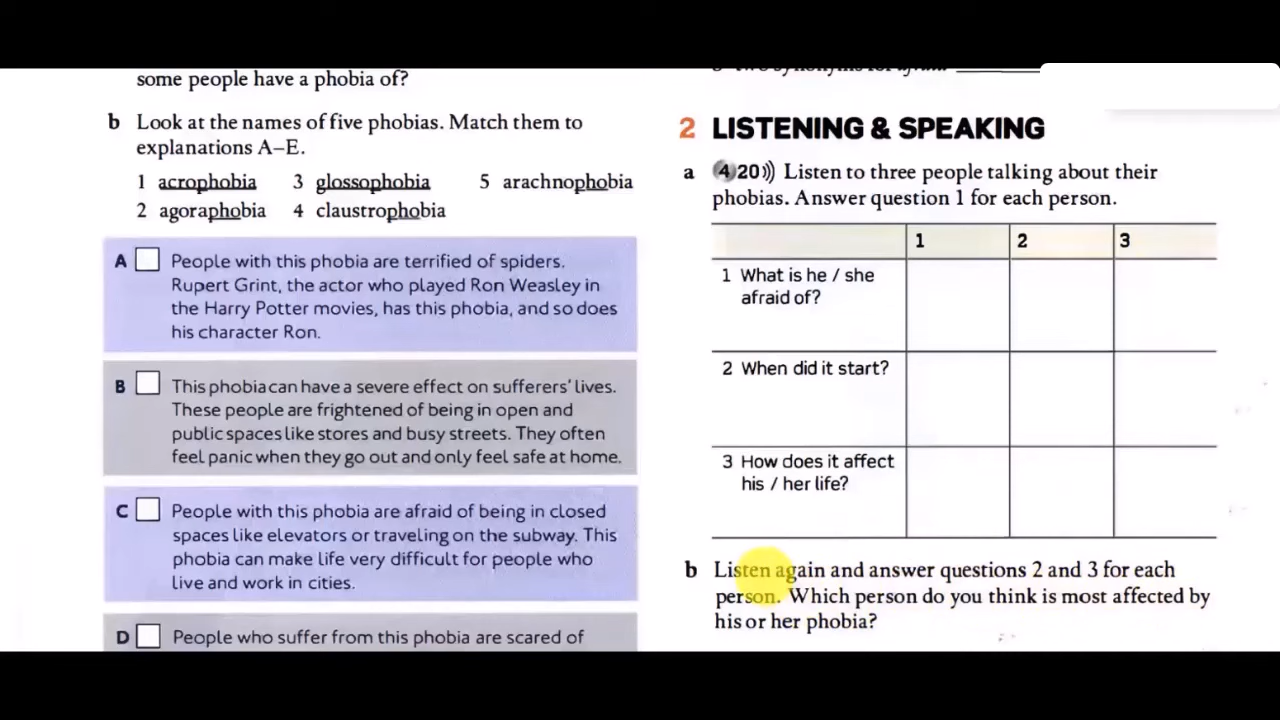 some people have a phobia of?
b Look at the names of five phobias. Match them to
explanations A–E.
1 acrophobia 3 glossophobia 5 arachnophobia
2 agoraphobia 4 claustrophobia
A People with this phobia are terrified of spiders.
Rupert Grint, the actor who played Ron Weasley in
the Harry Potter movies, has this phobia, and so does
his character Ron.
B This phobia can have a severe effect on sufferers' lives.
These people are frightened of being in open and
public spaces like stores and busy streets. They often
feel panic when they go out and only feel safe at home.
C People with this phobia are afraid of being in closed
spaces like elevators or traveling on the subway. This
phobia can make life very difficult for people who
live and work in cities.
D People who suffer from this phobia are scared of
2 LISTENING & SPEAKING
a 4 20))) Listen to three people talking about their
phobias. Answer question 1 for each person.
1 2 3
1 What is he / she
afraid of?
2 When did it start?
3 How does it affect
his / her life?
b Listen again and answer questions 2 and 3 for each
person. Which person do you think is most affected by
his or her phobia?